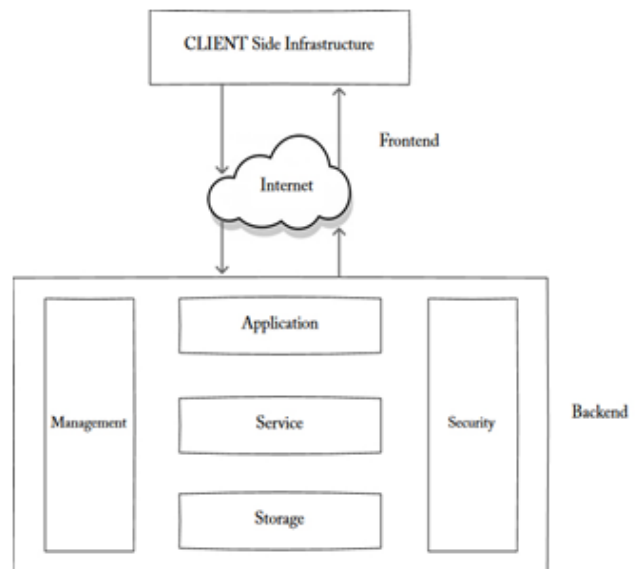 CLIENT Side Infrastructure
Frontend
Internet
Application
Management
Service
Security
Backend
Storage